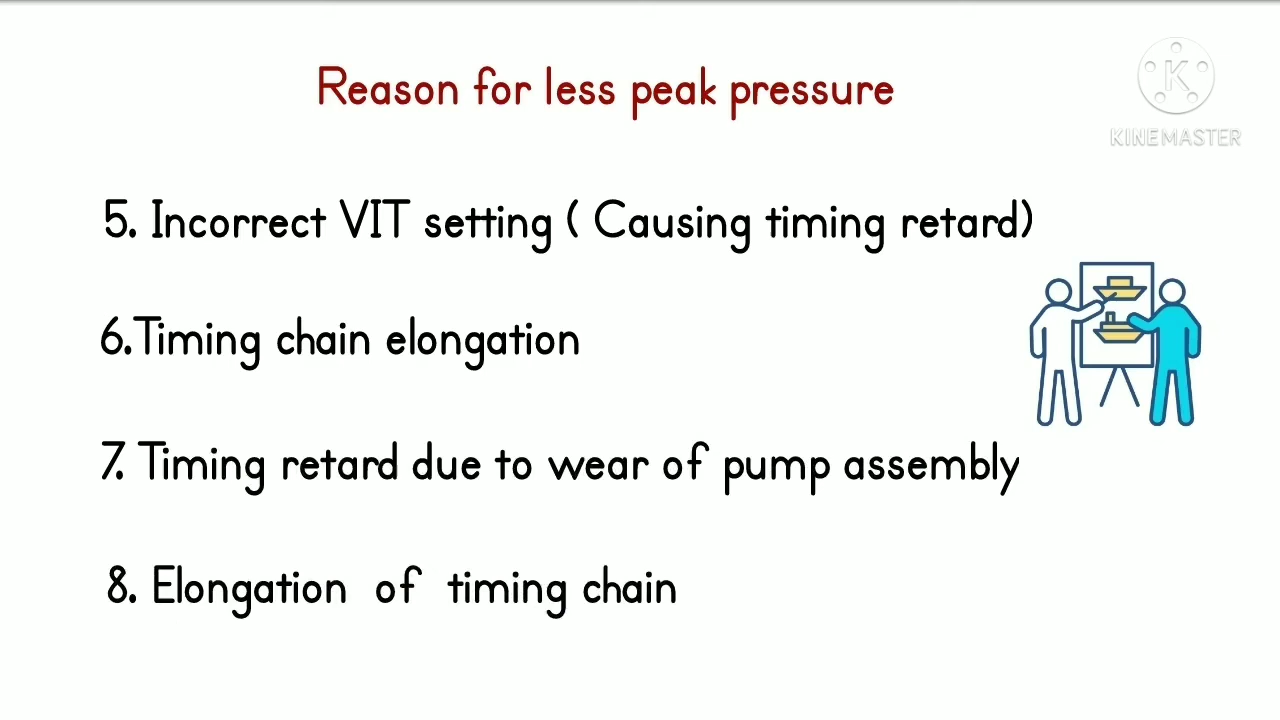 Reason for less peak pressure
K
KINEMASTER
5. Incorrect VIT setting ( Causing timing retard)
6.Timing chain elongation
7. Timing retard due to wear of pump assembly
8. Elongation of timing chain